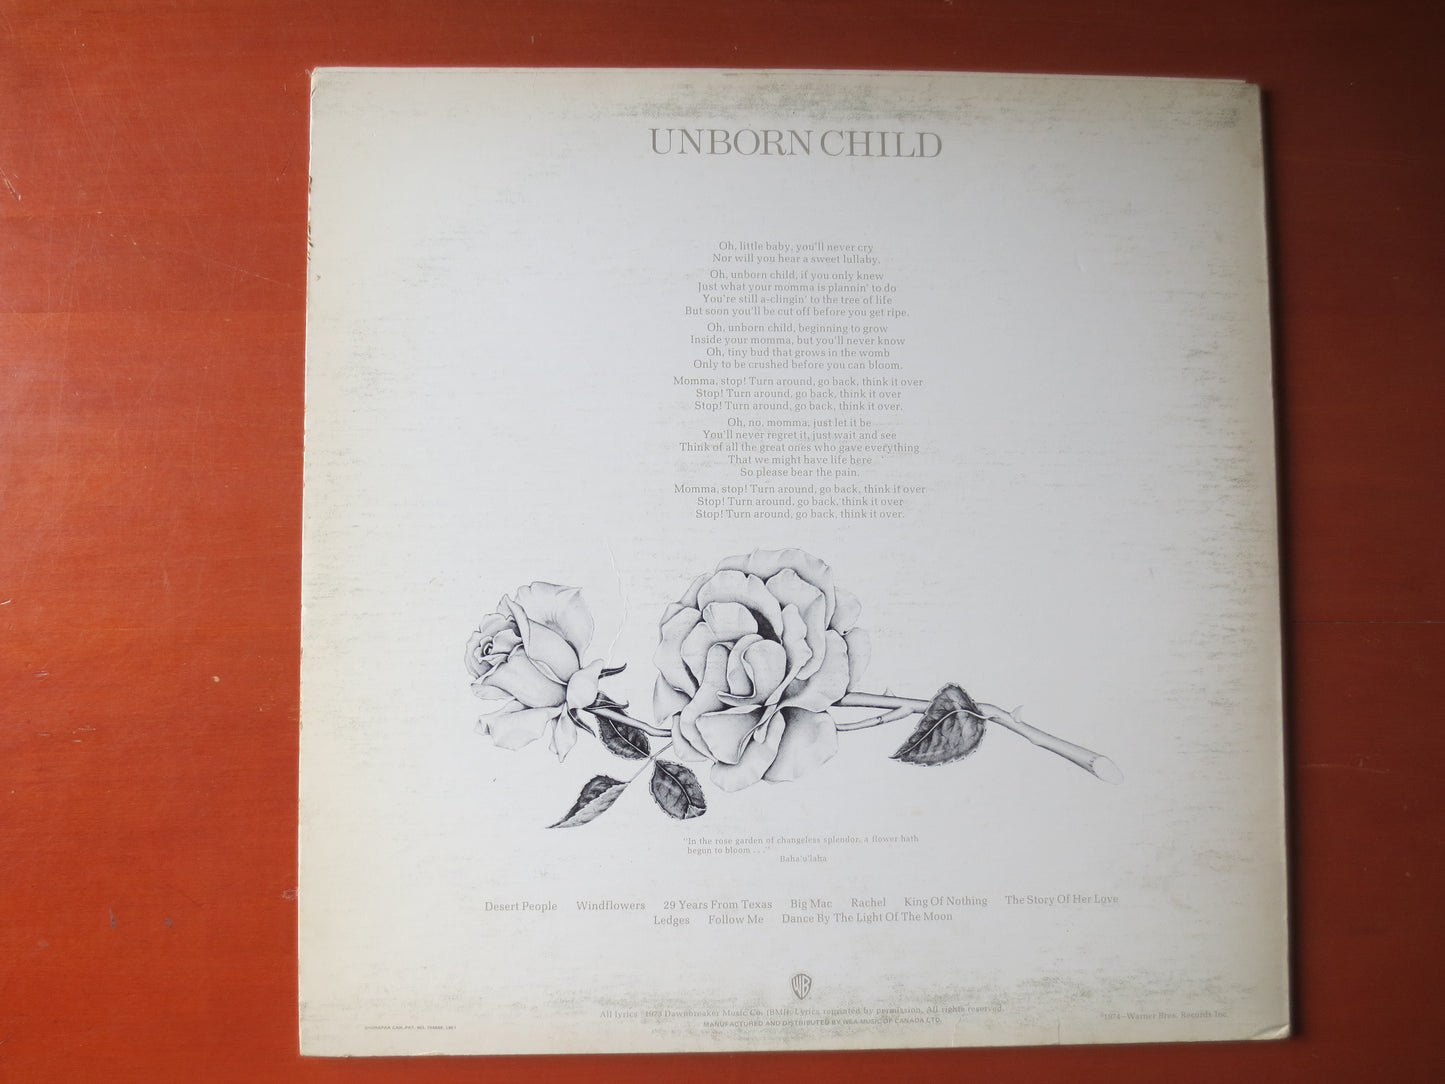 UNBORN CHILD
Oh, little baby, you'll never cry
Nor will you hear a sweet lullaby.
Oh, unborn child, if you only knew
Just what your momma is plannin' to do
You're still a-clingin' to the tree of life
But soon you'll be cut off before you get ripe.
Oh, unborn child, beginning to grow
Inside your momma, but you'll never know
Oh, tiny bud that grows in the womb
Only to be crushed before you can bloom.
Momma, stop! Turn around, go back, think it over
Stop! Turn around, go back, think it over
Stop! Turn around, go back, think it over.
Oh, no, momma, just let it be
You'll never regret it, just wait and see
Think of all the great ones who gave everything
That we might have life here
So please bear the pain.
Momma, stop! Turn around, go back, think it over
Stop! Turn around, go back, think it over
Stop! Turn around, go back, think it over.
"In the rose garden of changeless splendor, a flower hath
begun to bloom . . ."
Baha'u'laha
Desert People Windflowers 29 Years From Texas Big Mac Rachel King Of Nothing The Story Of Her Love
Ledges Follow Me Dance By The Light Of The Moon
WB
All lyrics 1973 Dawnbreaker Music Co. (BMI). Lyrics reprinted by permission. All rights reserved.
MANUFACTURED AND DISTRIBUTED BY WEA MUSIC OF CANADA LTD.
1974—Warner Bros. Records Inc.